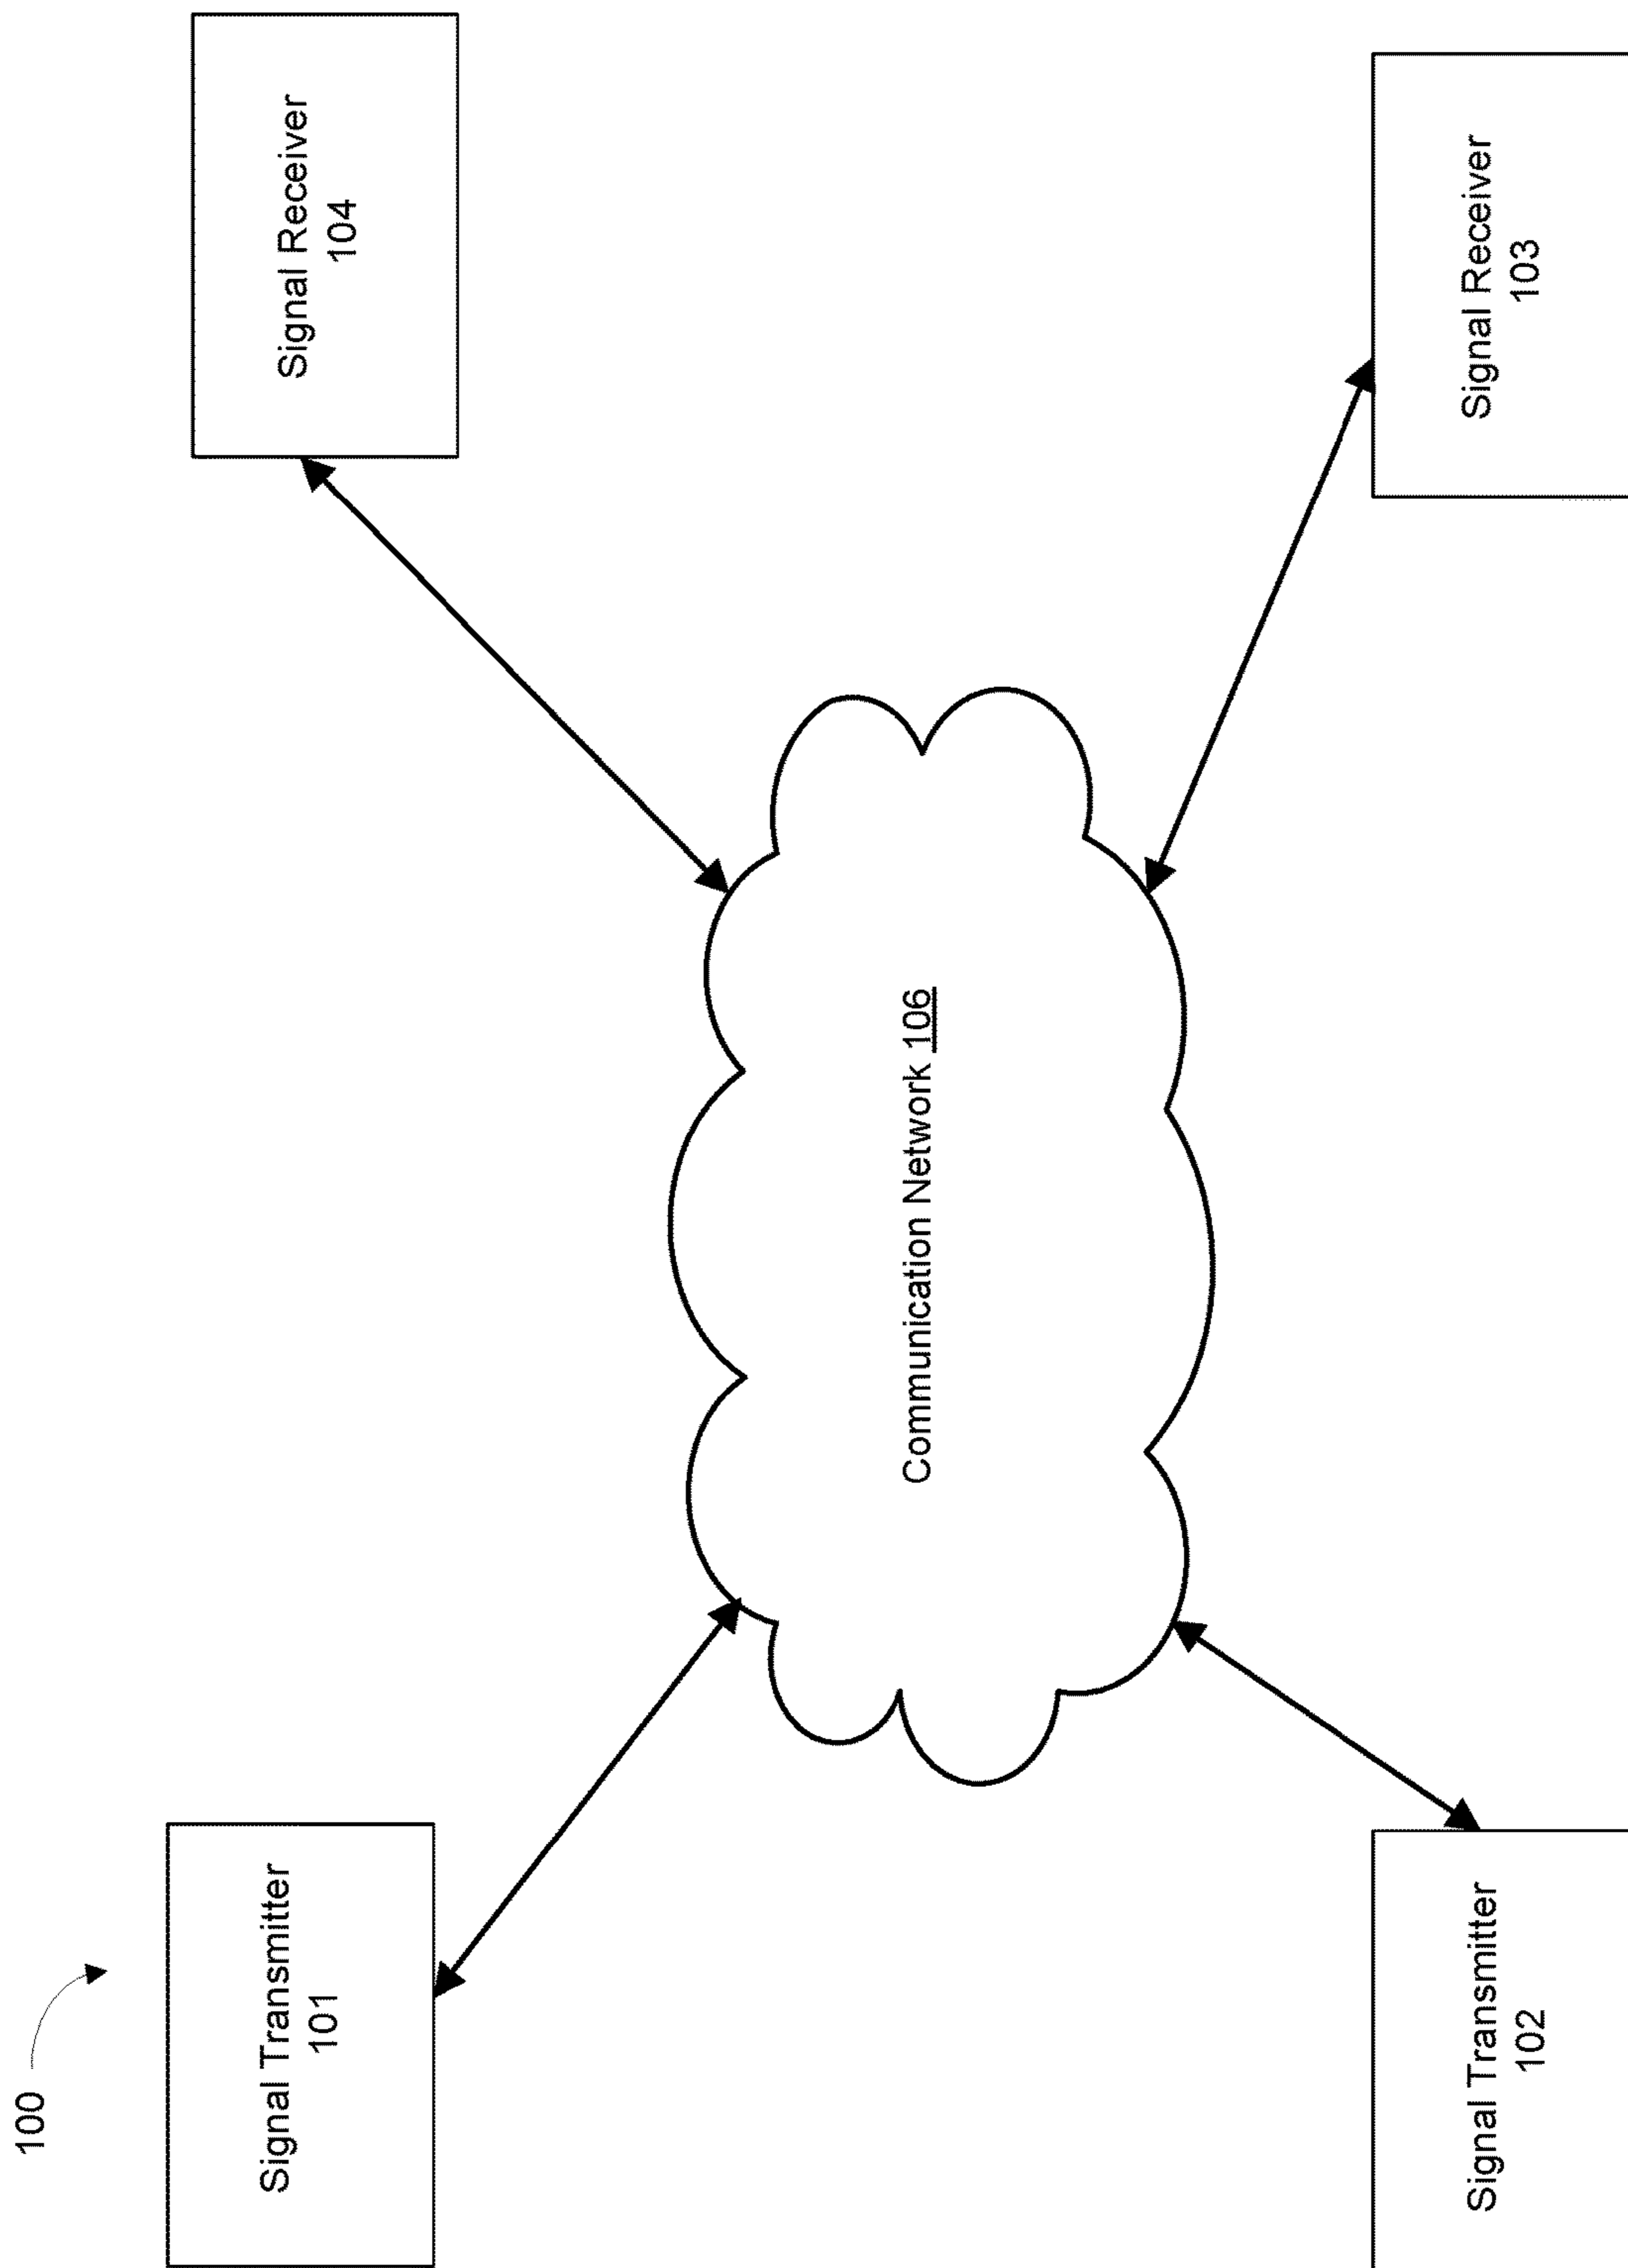 100
Signal Transmitter
101
Signal Receiver
104
Communication Network 106
Signal Transmitter
102
Signal Receiver
103